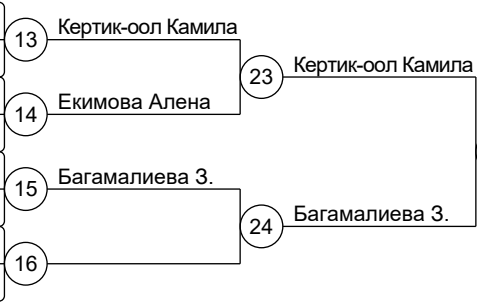 13
Кертик-оол Камила
23
Кертик-оол Камила
14
Екимова Алена
15
Багамалиева З.
24
Багамалиева З.
16